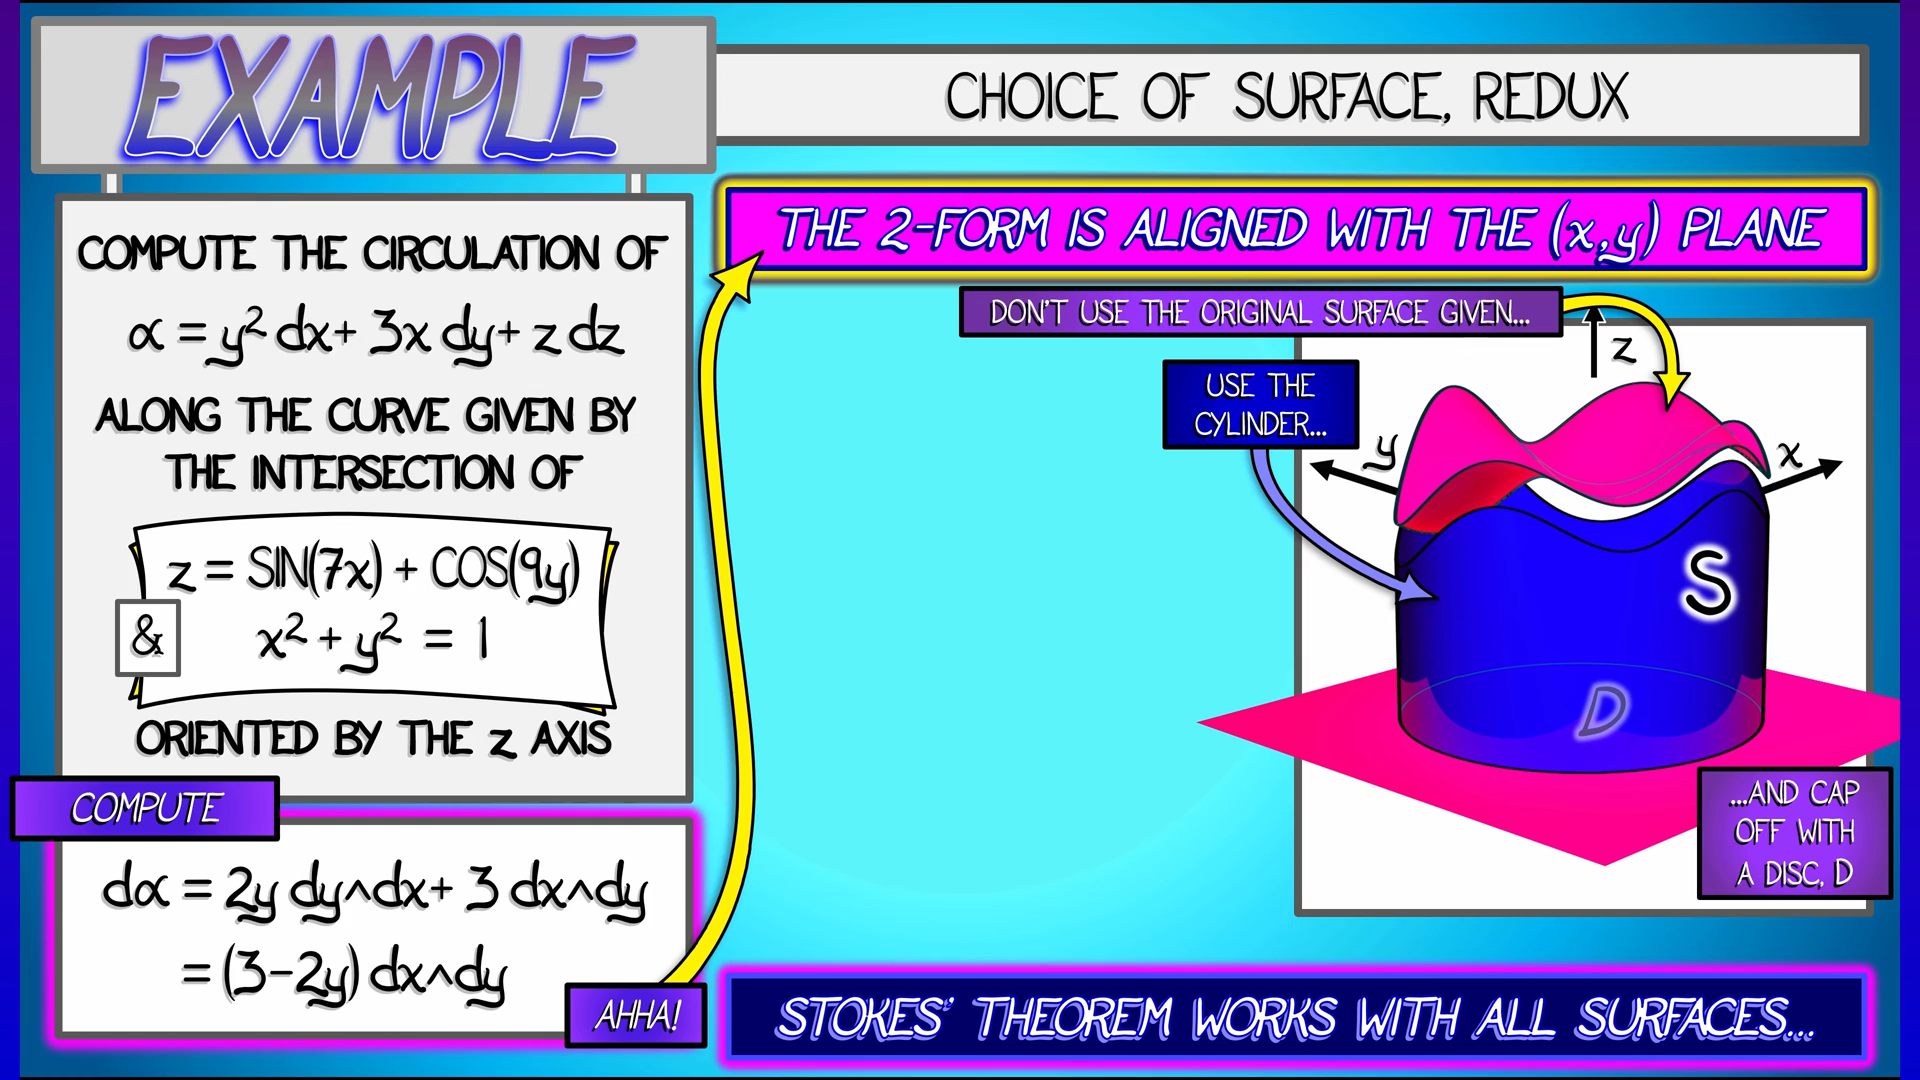 EXAMPLE
CHOICE OF SURFACE, REDUX
COMPUTE THE CIRCULATION OF
α = y² dx + 3x dy + z dz
ALONG THE CURVE GIVEN BY
THE INTERSECTION OF
z = SIN(7x) + COS(9y)
& x² + y² = 1
ORIENTED BY THE z AXIS
COMPUTE
dα = 2y dy∧dx + 3 dx∧dy
= (3-2y) dx∧dy
AHHA!
THE 2-FORM IS ALIGNED WITH THE (x,y) PLANE
DON'T USE THE ORIGINAL SURFACE GIVEN...
USE THE
CYLINDER...
z
y
x
S
D
...AND CAP
OFF WITH
A DISC, D
STOKES' THEOREM WORKS WITH ALL SURFACES...